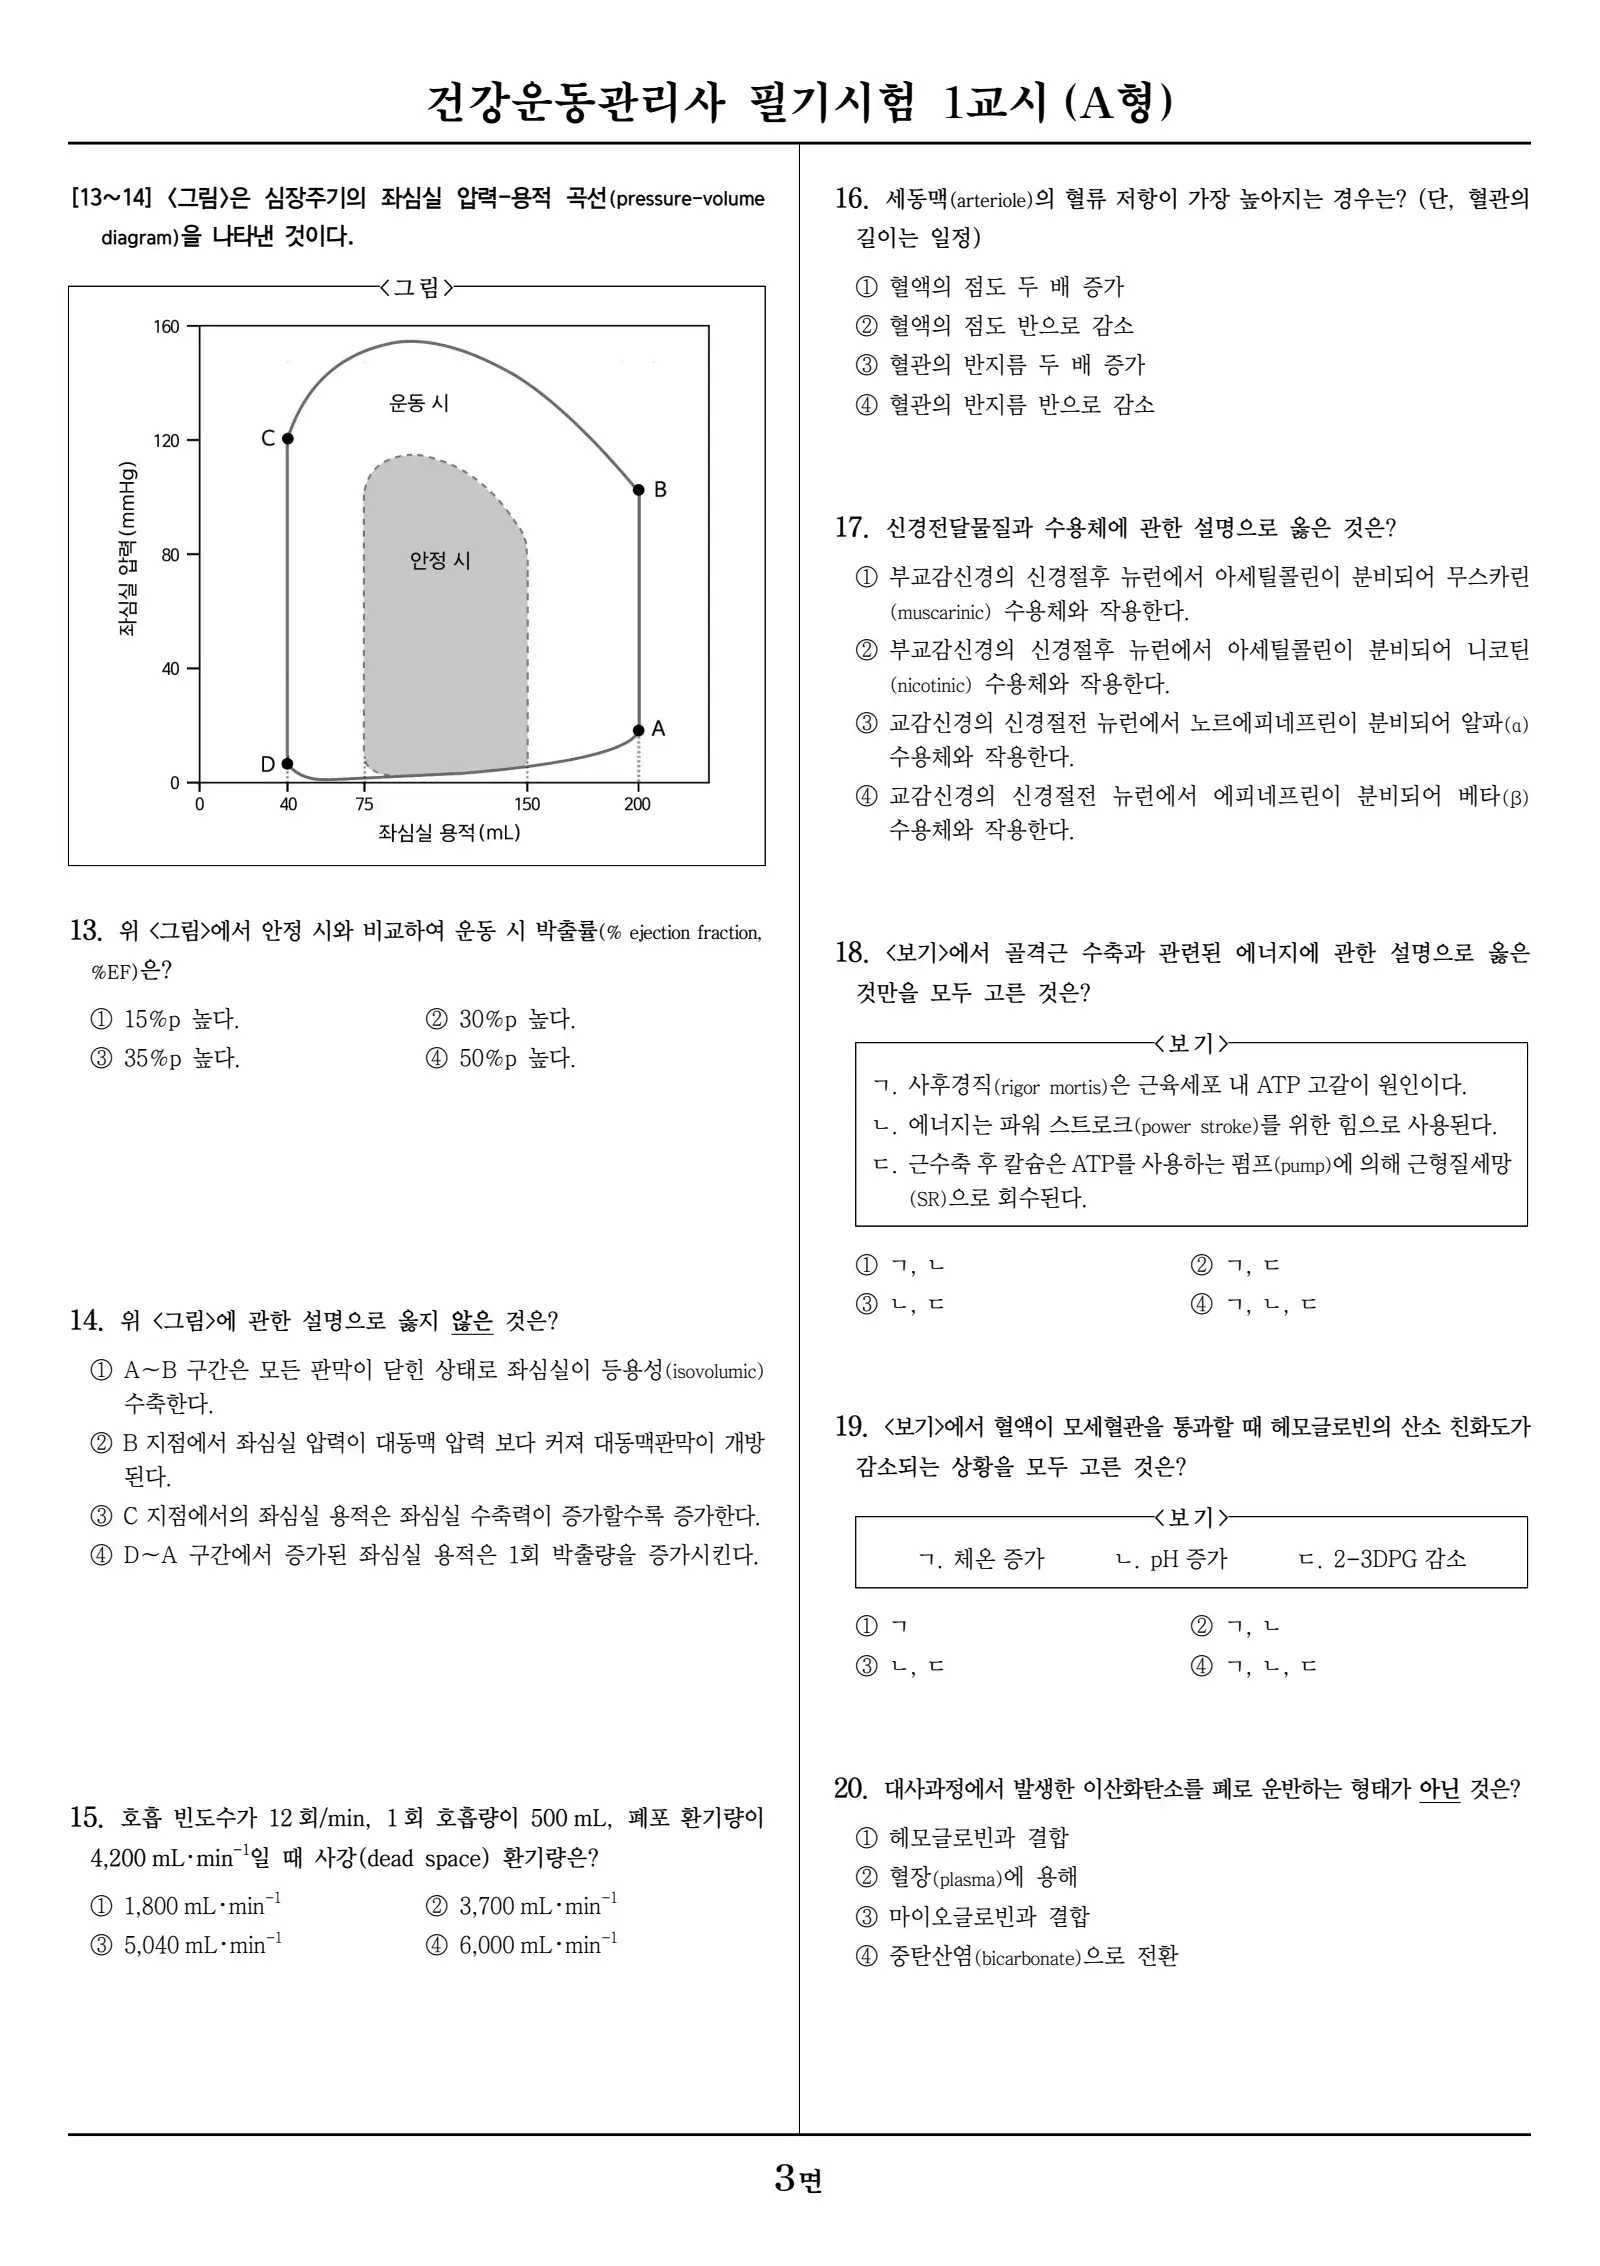 건강운동관리사 필기시험 1교시 (A형)
[13~14] <그림>은 심장주기의 좌심실 압력-용적 곡선(pressure-volume
diagram)을 나타낸 것이다.
<그림>
160
120
80
40
0
좌심실 압력(mmHg)
운동 시
안정 시
C
B
A
D
0 40 75 150 200
좌심실 용적(mL)
13. 위 <그림>에서 안정 시와 비교하여 운동 시 박출률(% ejection fraction,
%EF)은?
① 15%p 높다. ② 30%p 높다.
③ 35%p 높다. ④ 50%p 높다.
14. 위 <그림>에 관한 설명으로 옳지 않은 것은?
① A~B 구간은 모든 판막이 닫힌 상태로 좌심실이 등용성(isovolumic)
수축한다.
② B 지점에서 좌심실 압력이 대동맥 압력 보다 커져 대동맥판막이 개방
된다.
③ C 지점에서의 좌심실 용적은 좌심실 수축력이 증가할수록 증가한다.
④ D~A 구간에서 증가된 좌심실 용적은 1회 박출량을 증가시킨다.
15. 호흡 빈도수가 12 회/min, 1 회 호흡량이 500 mL, 폐포 환기량이
4,200 mL·min⁻¹일 때 사강(dead space) 환기량은?
① 1,800 mL·min⁻¹ ② 3,700 mL·min⁻¹
③ 5,040 mL·min⁻¹ ④ 6,000 mL·min⁻¹
16. 세동맥(arteriole)의 혈류 저항이 가장 높아지는 경우는? (단, 혈관의
길이는 일정)
① 혈액의 점도 두 배 증가
② 혈액의 점도 반으로 감소
③ 혈관의 반지름 두 배 증가
④ 혈관의 반지름 반으로 감소
17. 신경전달물질과 수용체에 관한 설명으로 옳은 것은?
① 부교감신경의 신경절후 뉴런에서 아세틸콜린이 분비되어 무스카린
(muscarinic) 수용체와 작용한다.
② 부교감신경의 신경절후 뉴런에서 아세틸콜린이 분비되어 니코틴
(nicotinic) 수용체와 작용한다.
③ 교감신경의 신경절전 뉴런에서 노르에피네프린이 분비되어 알파(α)
수용체와 작용한다.
④ 교감신경의 신경절전 뉴런에서 에피네프린이 분비되어 베타(β)
수용체와 작용한다.
18. <보기>에서 골격근 수축과 관련된 에너지에 관한 설명으로 옳은
것만을 모두 고른 것은?
<보기>
ㄱ. 사후경직(rigor mortis)은 근육세포 내 ATP 고갈이 원인이다.
ㄴ. 에너지는 파워 스트로크(power stroke)를 위한 힘으로 사용된다.
ㄷ. 근수축 후 칼슘은 ATP를 사용하는 펌프(pump)에 의해 근형질세망
(SR)으로 회수된다.
① ㄱ, ㄴ ② ㄱ, ㄷ
③ ㄴ, ㄷ ④ ㄱ, ㄴ, ㄷ
19. <보기>에서 혈액이 모세혈관을 통과할 때 헤모글로빈의 산소 친화도가
감소되는 상황을 모두 고른 것은?
<보기>
ㄱ. 체온 증가 ㄴ. pH 증가 ㄷ. 2-3DPG 감소
① ㄱ ② ㄱ, ㄴ
③ ㄴ, ㄷ ④ ㄱ, ㄴ, ㄷ
20. 대사과정에서 발생한 이산화탄소를 폐로 운반하는 형태가 아닌 것은?
① 헤모글로빈과 결합
② 혈장(plasma)에 용해
③ 마이오글로빈과 결합
④ 중탄산염(bicarbonate)으로 전환
3면